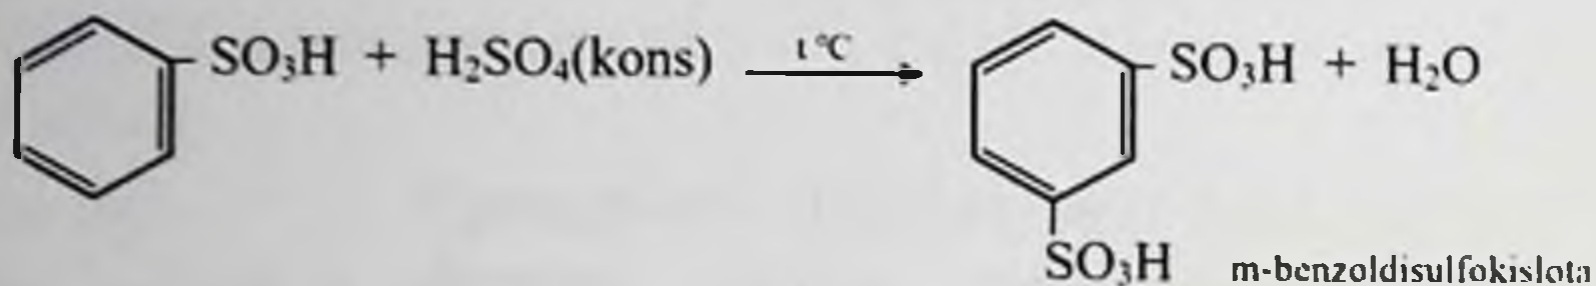 SO₃H + H₂SO₄(kons) t °C SO₃H + H₂O
SO₃H m-benzoldisulfokislota